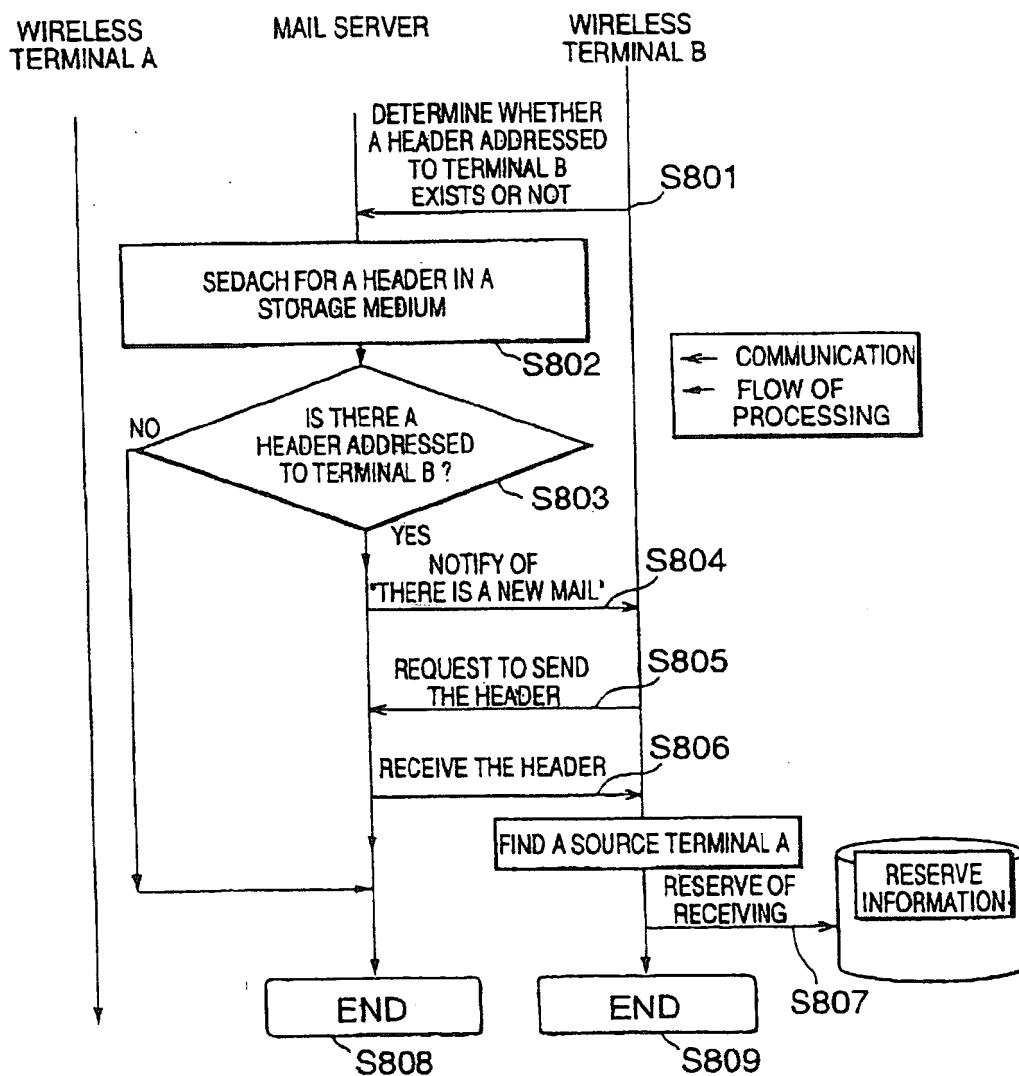 WIRELESS
TERMINAL A
MAIL SERVER
WIRELESS
TERMINAL B
DETERMINE WHETHER
A HEADER ADDRESSED
TO TERMINAL B
EXISTS OR NOT
S801
SEDACH FOR A HEADER IN A
STORAGE MEDIUM
S802
COMMUNICATION
FLOW OF
PROCESSING
NO
IS THERE A
HEADER ADDRESSED
TO TERMINAL B ?
S803
YES
NOTIFY OF
"THERE IS A NEW MAIL"
S804
REQUEST TO SEND
THE HEADER
S805
RECEIVE THE HEADER
S806
FIND A SOURCE TERMINAL A
RESERVE OF
RECEIVING
RESERVE
INFORMATION
S807
END
S808
END
S809